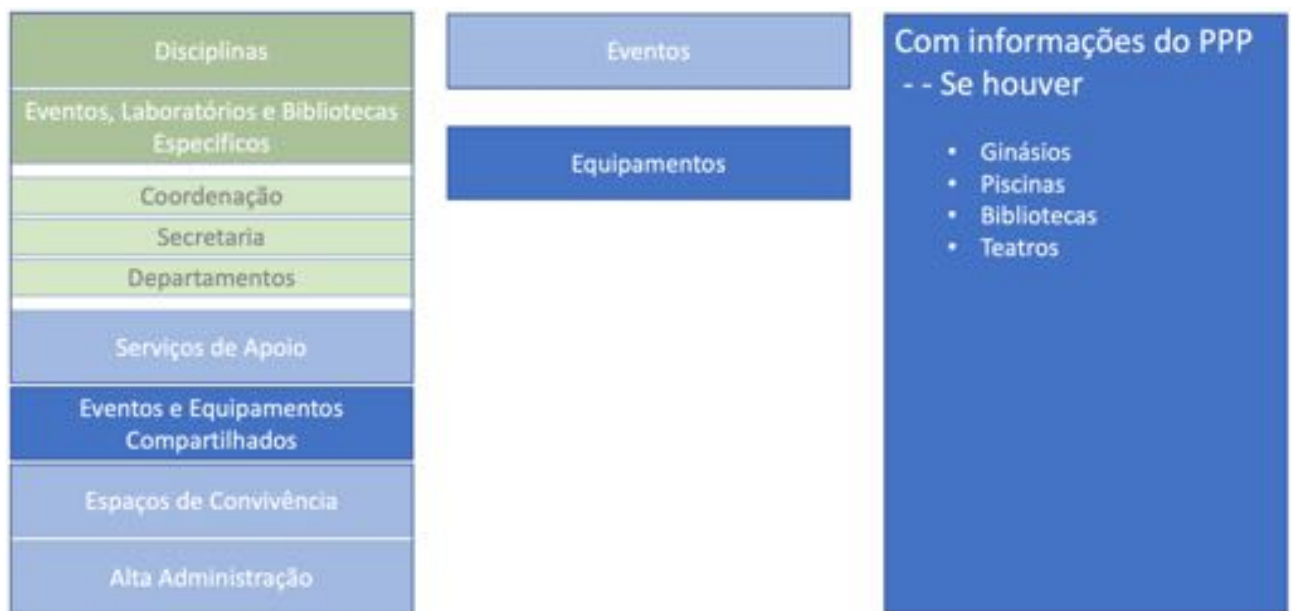 Disciplinas
Eventos, Laboratórios e Bibliotecas
Específicos
Coordenação
Secretaria
Departamentos
Serviços de Apoio
Eventos e Equipamentos
Compartilhados
Espaços de Convivência
Alta Administração
Eventos
Equipamentos
Com informações do PPP
- - Se houver
• Ginásios
• Piscinas
• Bibliotecas
• Teatros